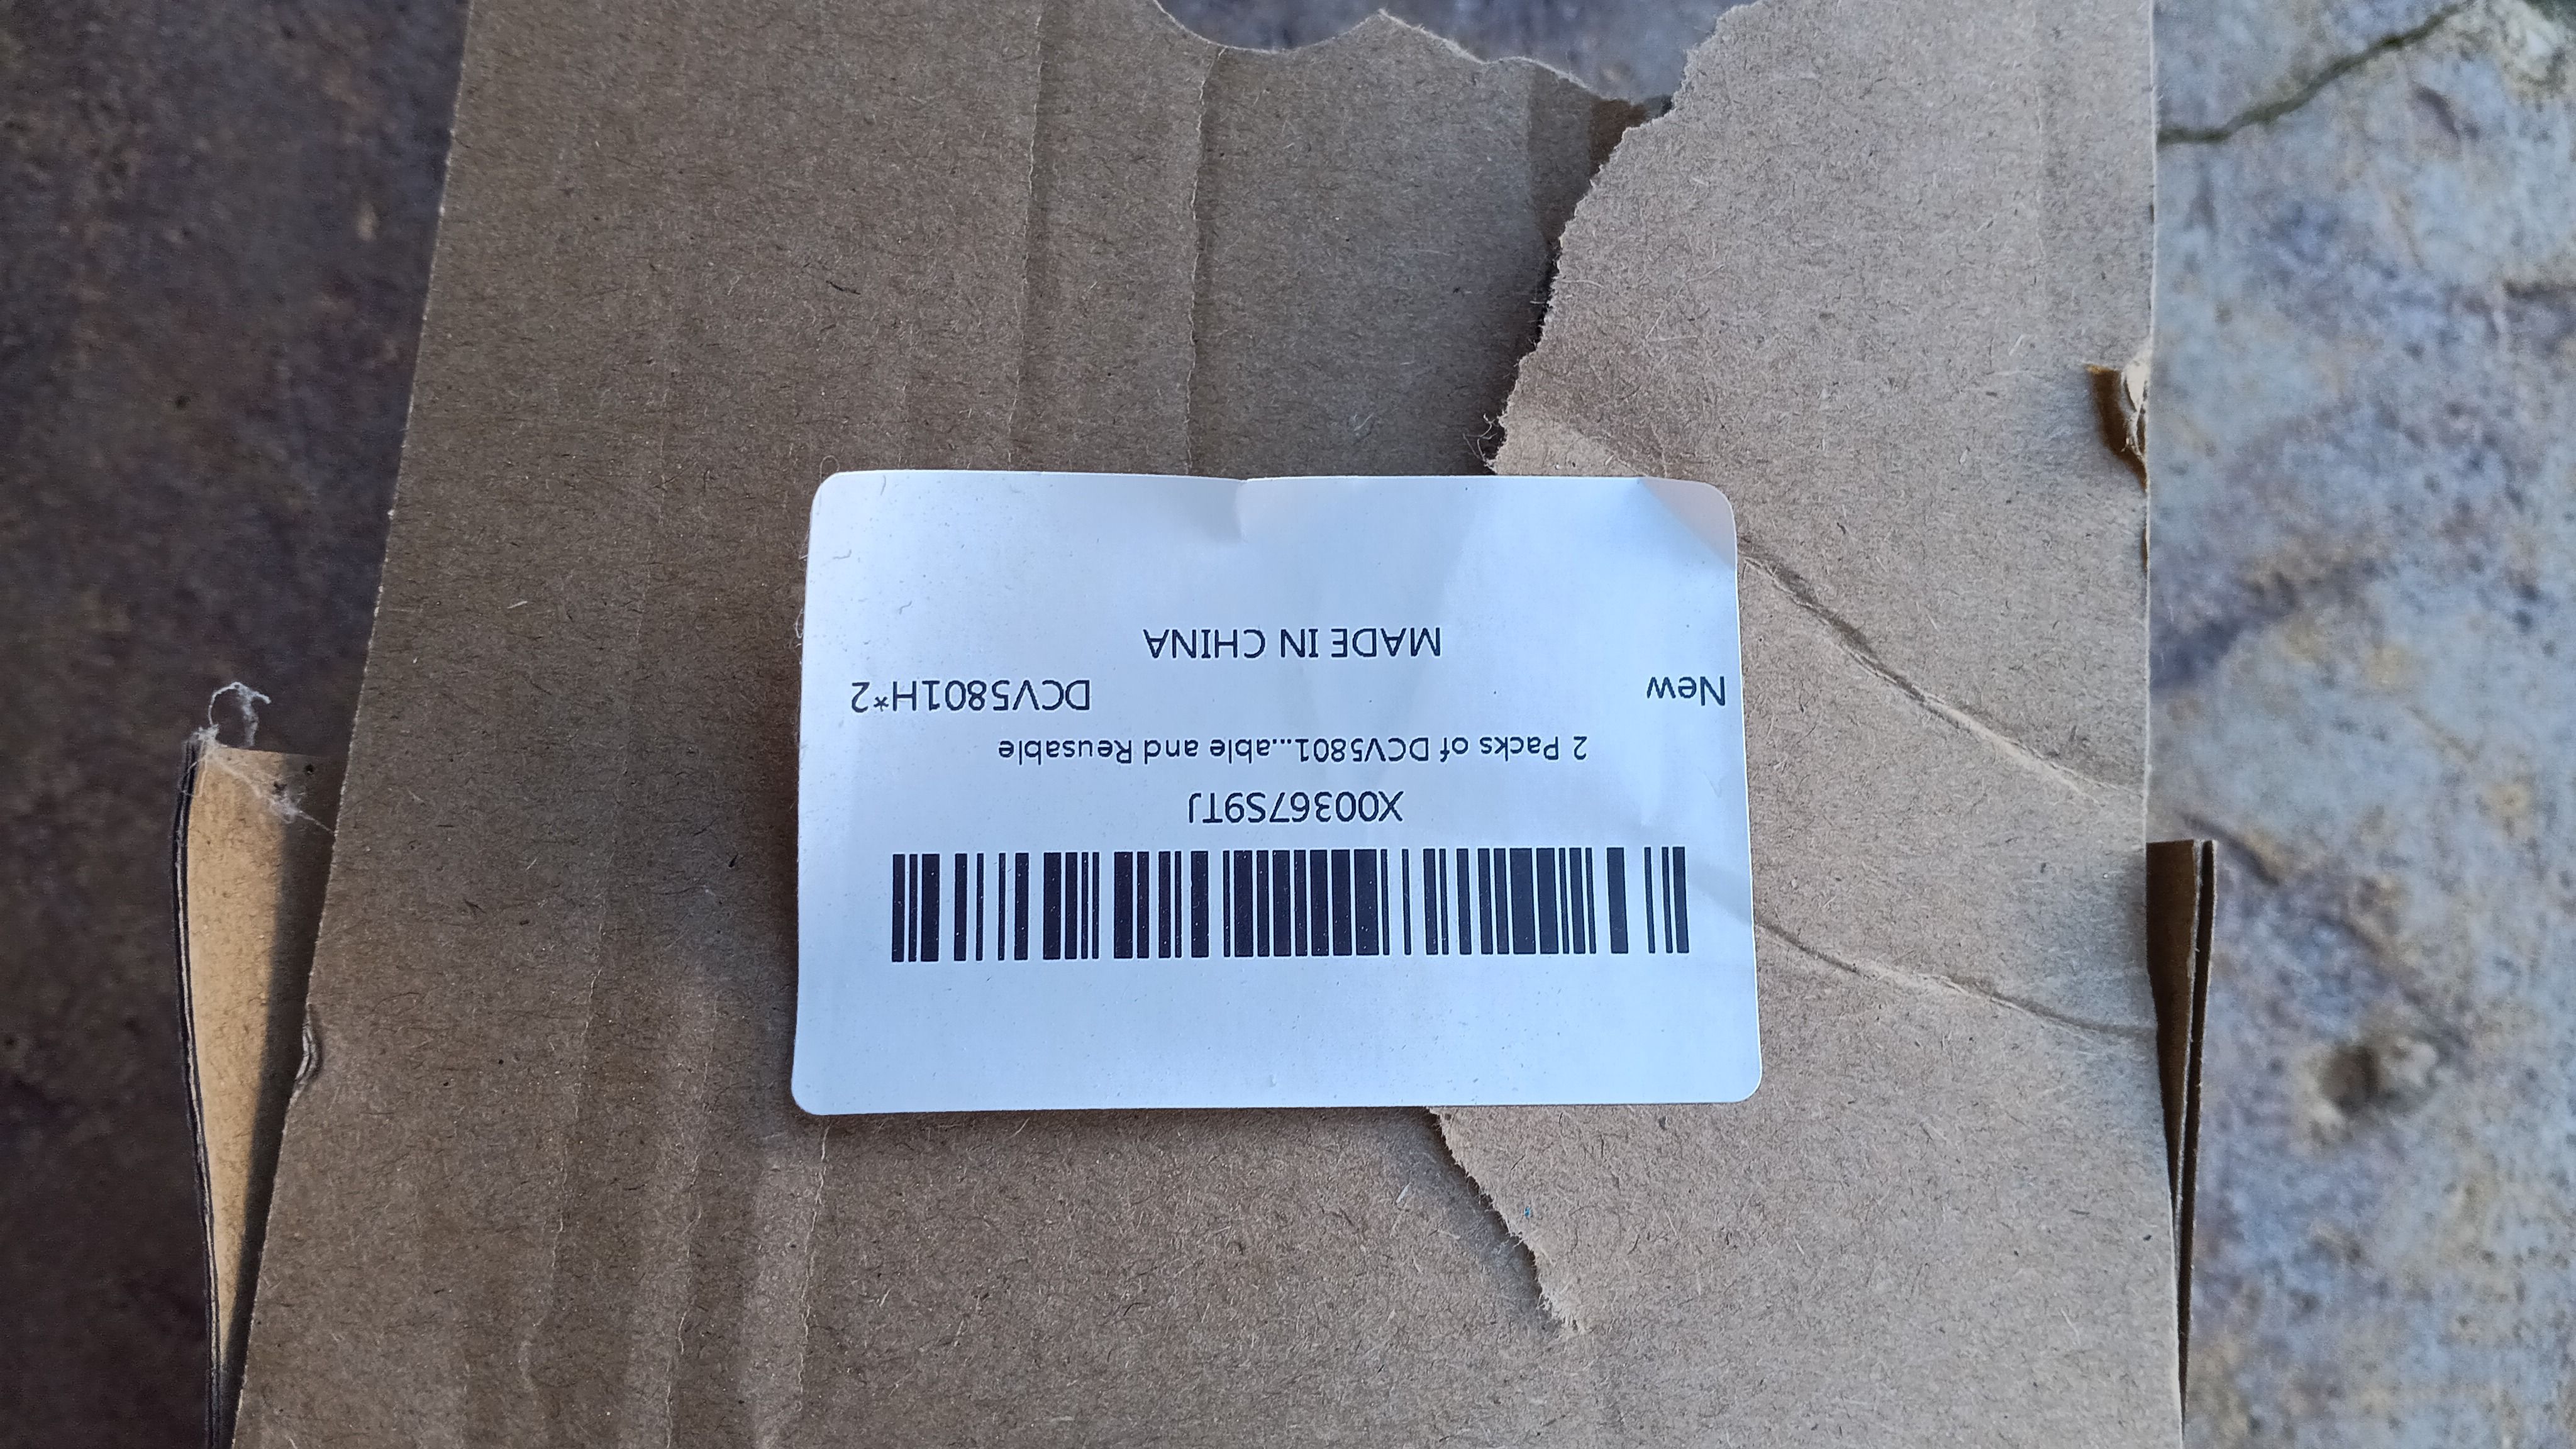 X00367S9TJ
2 Packs of DCV5801...able and Reusable
New DCV5801H*2
MADE IN CHINA